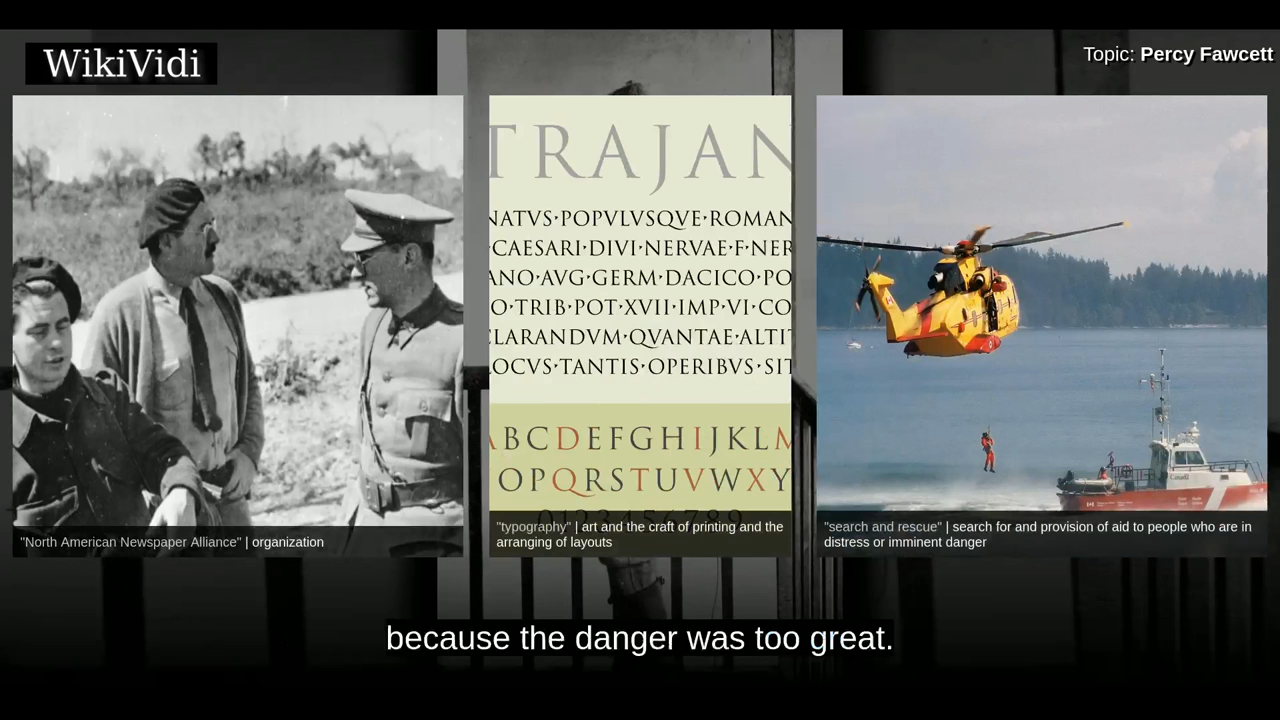 WikiVidi
Topic: Percy Fawcett
TRAJAN
NATVS·POPVLVSQVE·ROMAN
·CAESARI·DIVI·NERVAE·F·NER
ANO·AVG·GERM·DACICO·PO
O·TRIB·POT·XVII·IMP·VI·CO
CLARANDVM·QVANTAE·ALTIT
LOCVS·TANTIS·OPERIBVS·SIT
ABCDEFGHIJKLM
OPQRSTUVWXY
Canada
"North American Newspaper Alliance" | organization
"typography" | art and the craft of printing and the
arranging of layouts
"search and rescue" | search for and provision of aid to people who are in
distress or imminent danger
because the danger was too great.